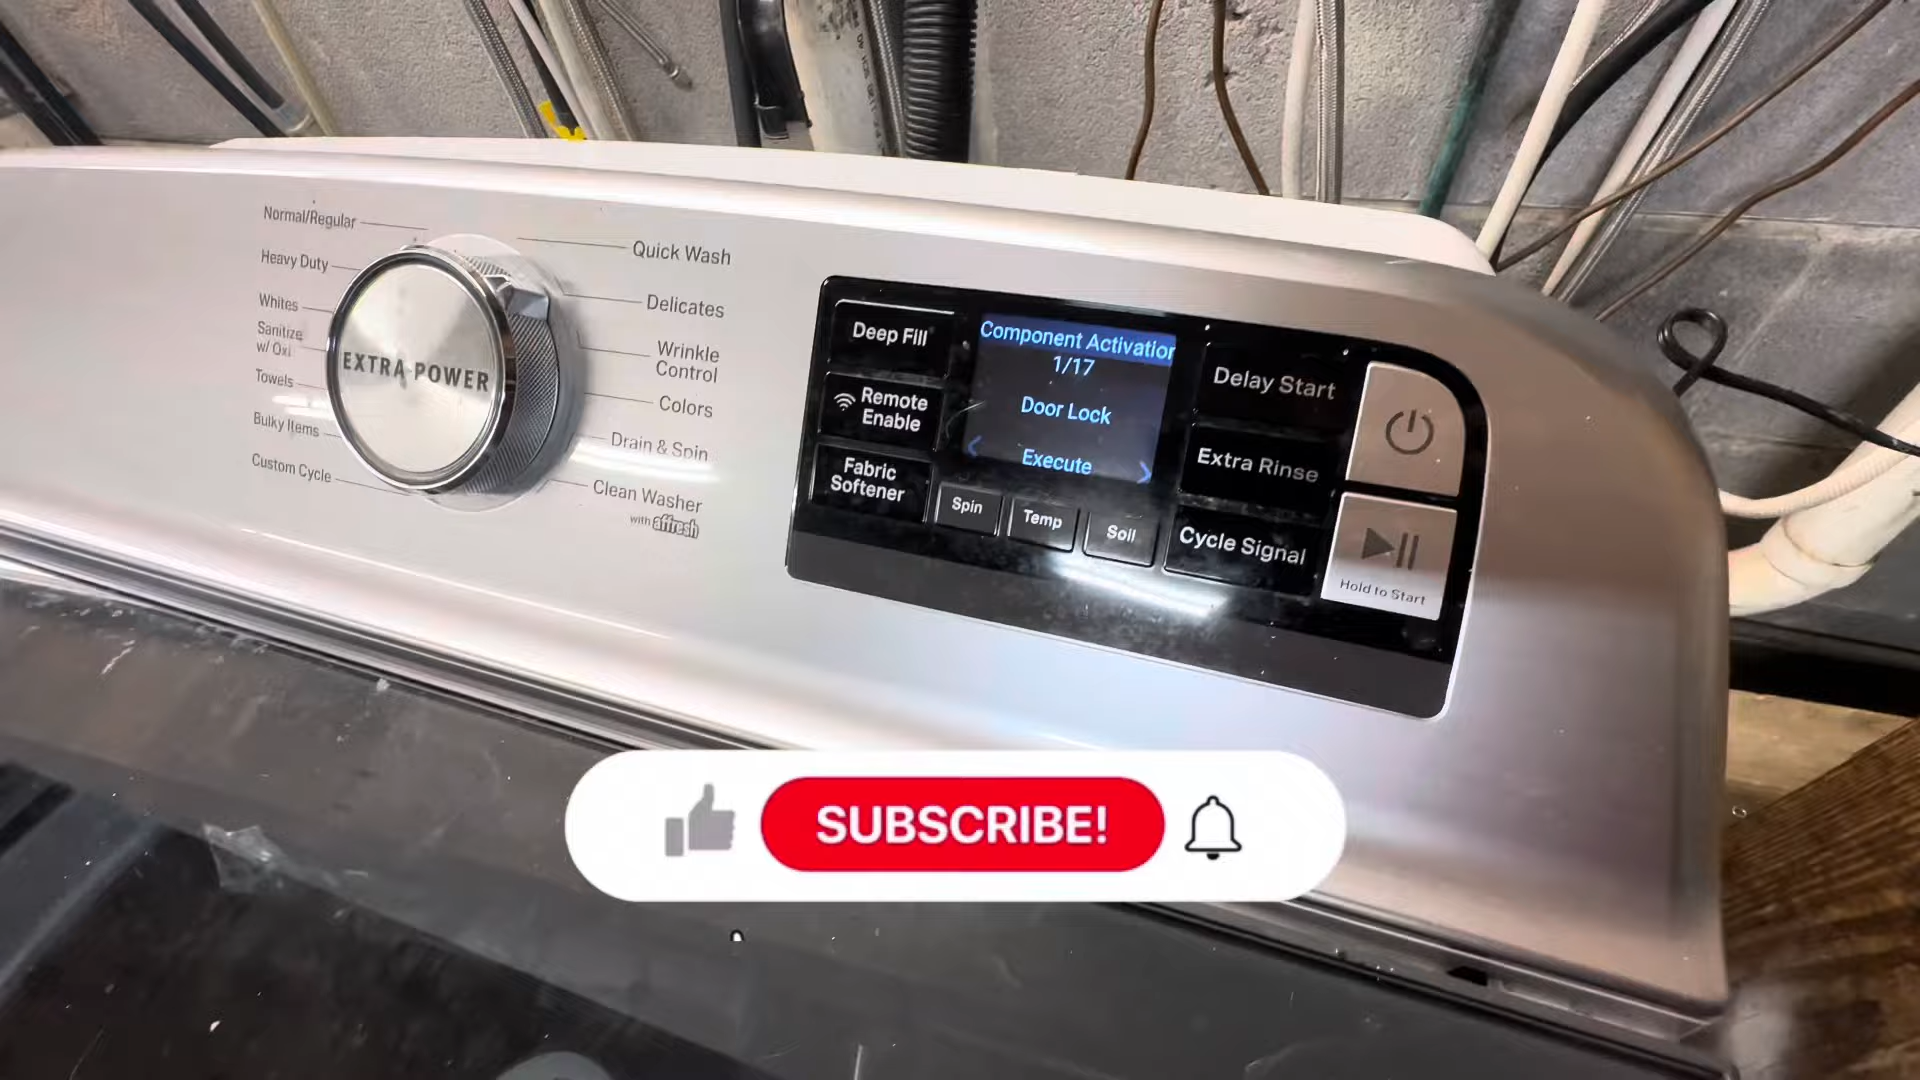 Normal/Regular
Heavy Duty
Whites
Sanitize
w/ Oxi
Towels
Bulky Items
Custom Cycle
EXTRA POWER
Quick Wash
Delicates
Wrinkle
Control
Colors
Drain & Spin
Clean Washer
with affresh
Deep Fill
Remote
Enable
Fabric
Softener
Component Activation
1/17
Door Lock
< Execute >
Spin
Temp
Soil
Delay Start
Extra Rinse
Cycle Signal
Hold to Start
SUBSCRIBE!